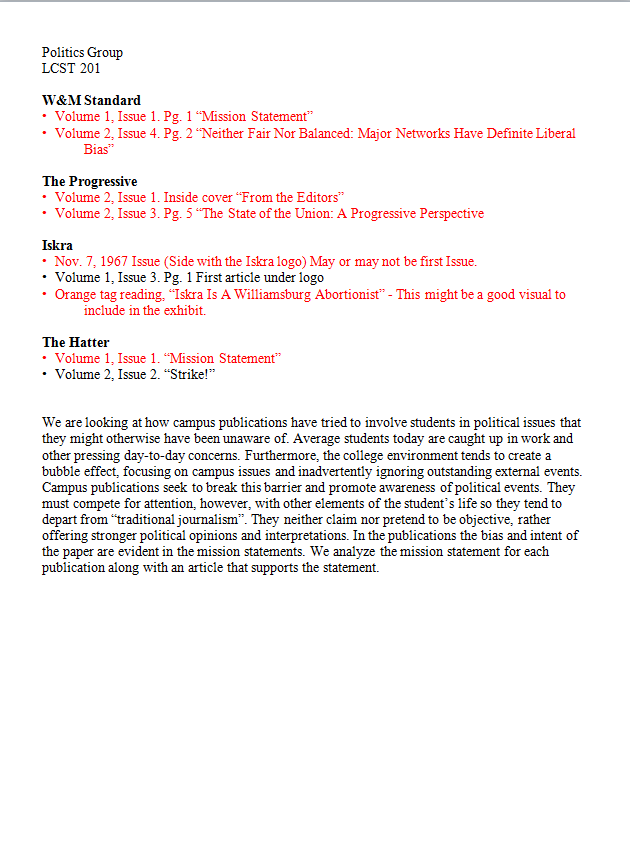 Politics Group
LCST 201
W&M Standard
• Volume 1, Issue 1. Pg. 1 “Mission Statement”
• Volume 2, Issue 4. Pg. 2 “Neither Fair Nor Balanced: Major Networks Have Definite Liberal
Bias”
The Progressive
• Volume 2, Issue 1. Inside cover “From the Editors”
• Volume 2, Issue 3. Pg. 5 “The State of the Union: A Progressive Perspective
Iskra
• Nov. 7, 1967 Issue (Side with the Iskra logo) May or may not be first Issue.
• Volume 1, Issue 3. Pg. 1 First article under logo
• Orange tag reading, “Iskra Is A Williamsburg Abortionist” - This might be a good visual to
include in the exhibit.
The Hatter
• Volume 1, Issue 1. “Mission Statement”
• Volume 2, Issue 2. “Strike!”
We are looking at how campus publications have tried to involve students in political issues that
they might otherwise have been unaware of. Average students today are caught up in work and
other pressing day-to-day concerns. Furthermore, the college environment tends to create a
bubble effect, focusing on campus issues and inadvertently ignoring outstanding external events.
Campus publications seek to break this barrier and promote awareness of political events. They
must compete for attention, however, with other elements of the student’s life so they tend to
depart from “traditional journalism”. They neither claim nor pretend to be objective, rather
offering stronger political opinions and interpretations. In the publications the bias and intent of
the paper are evident in the mission statements. We analyze the mission statement for each
publication along with an article that supports the statement.